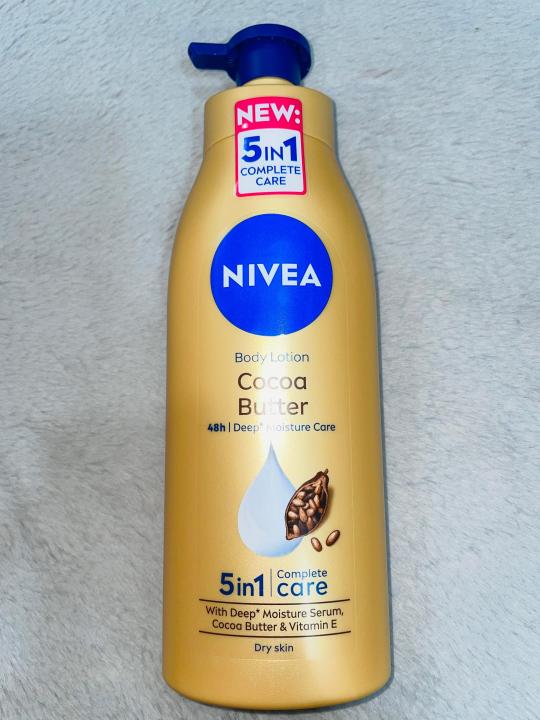 NEW:
5IN1
COMPLETE
CARE
NIVEA
Body Lotion
Cocoa
Butter
48h | Deep* Moisture Care
5in1 | Complete
care
With Deep* Moisture Serum,
Cocoa Butter & Vitamin E
Dry skin